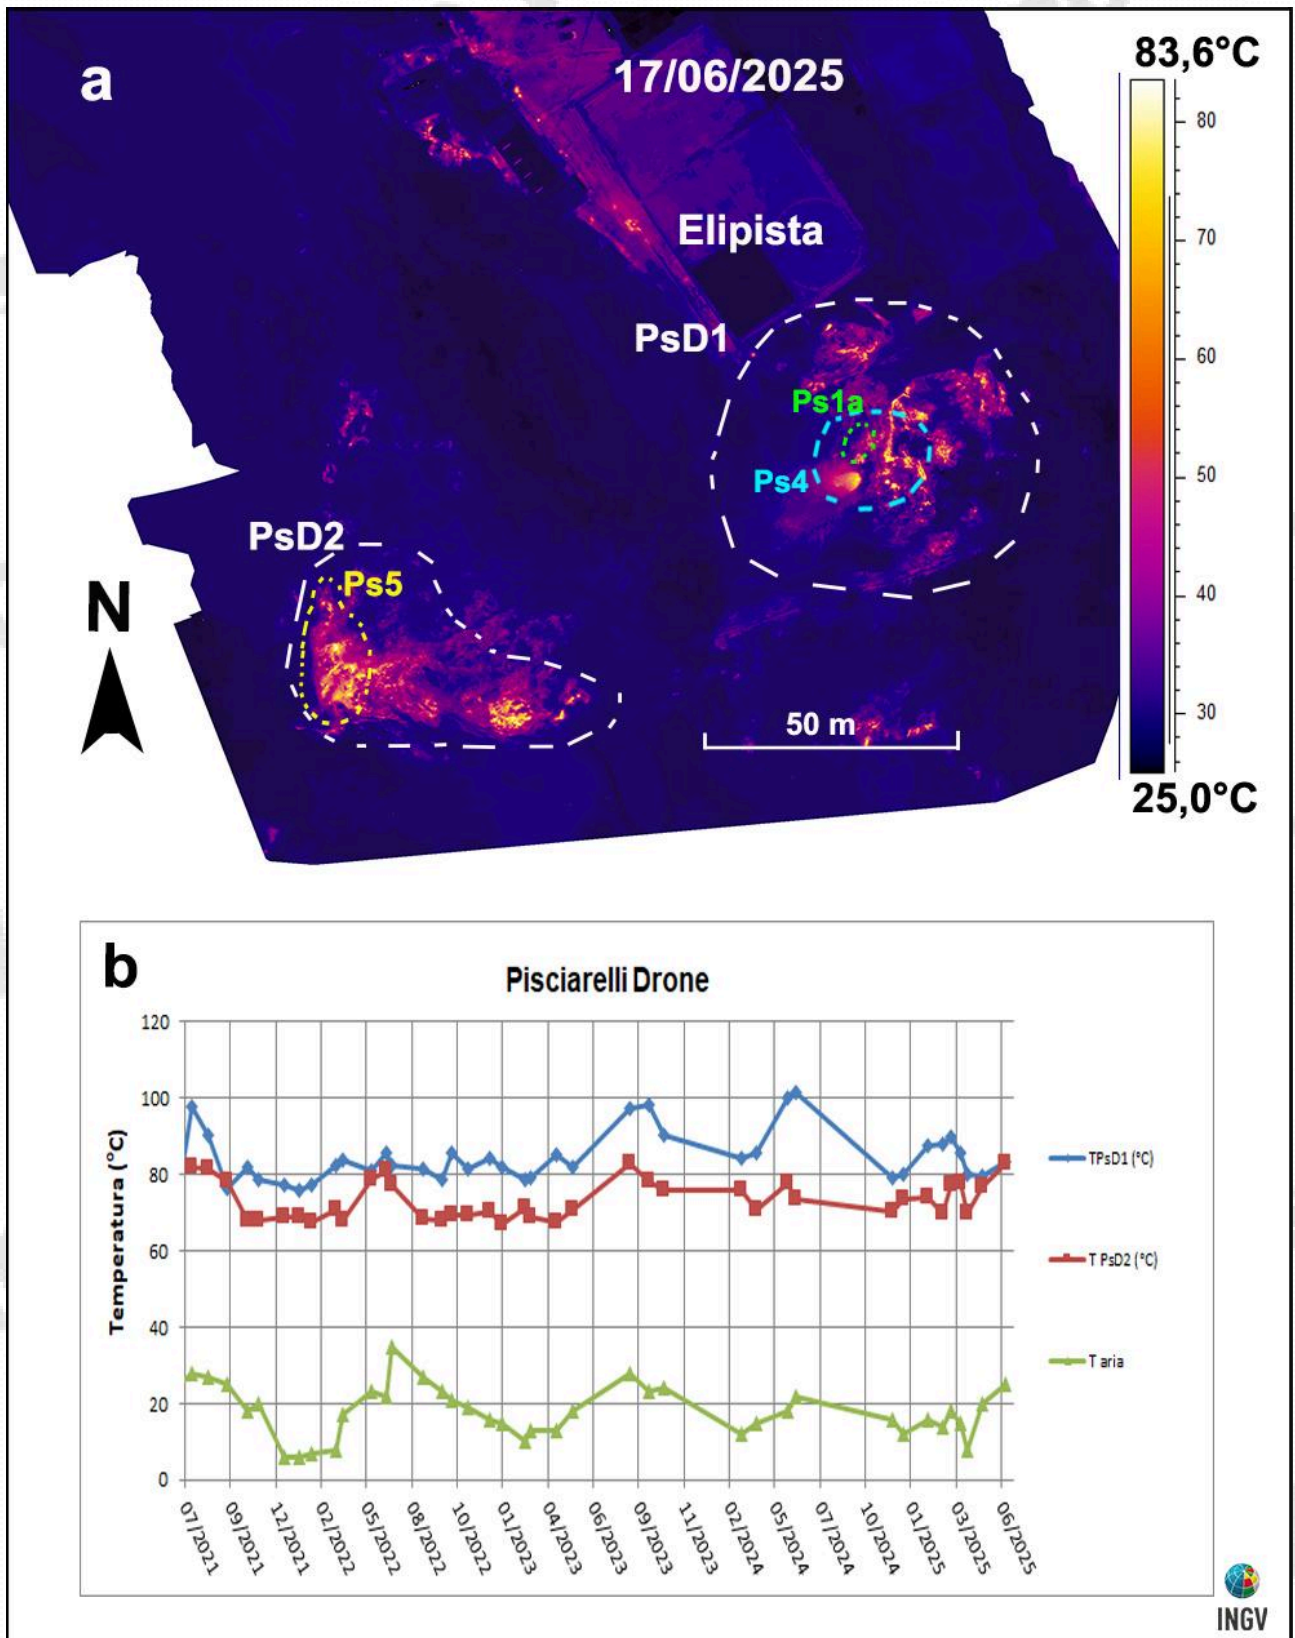 a
17/06/2025
83,6°C
80
70
60
50
40
30
25,0°C
Elipista
PsD1
Ps1a
Ps4
PsD2
Ps5
N
50 m
b
Pisciarelli Drone
Temperatura (°C)
120
100
80
60
40
20
0
07/2021
09/2021
12/2021
02/2022
05/2022
08/2022
10/2022
01/2023
04/2023
06/2023
09/2023
11/2023
02/2024
05/2024
07/2024
10/2024
01/2025
03/2025
06/2025
TPsD1 (°C)
T PsD2 (°C)
T aria
INGV